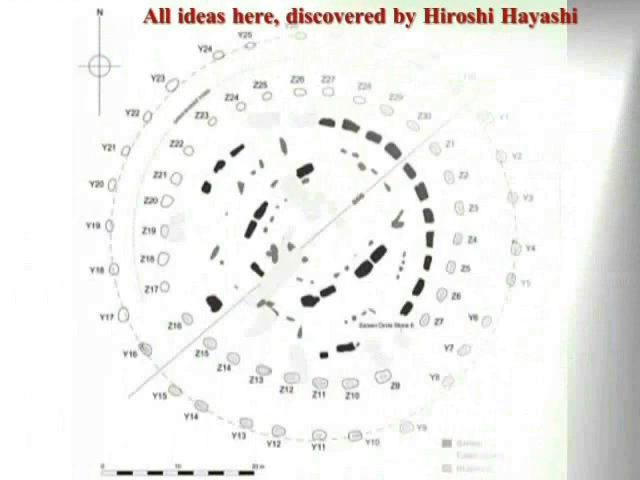 All ideas here, discovered by Hiroshi Hayashi
N
Y25
Y24
Y23
Y22
Y21
Y20
Y19
Y18
Y17
Y16
Y15
Y14
Y13
Y12
Y11
Y10
Y9
Y8
Y7
Y6
Y5
Y4
Y3
Y2
Y1
Z26
Z27
Z28
Z29
Z30
Z25
Z24
Z23
Z22
Z21
Z20
Z19
Z18
Z17
Z16
Z15
Z14
Z13
Z12
Z11
Z10
Z9
Z7
Z6
Z5
Z4
Z3
Z2
Z1
0
10
20 m